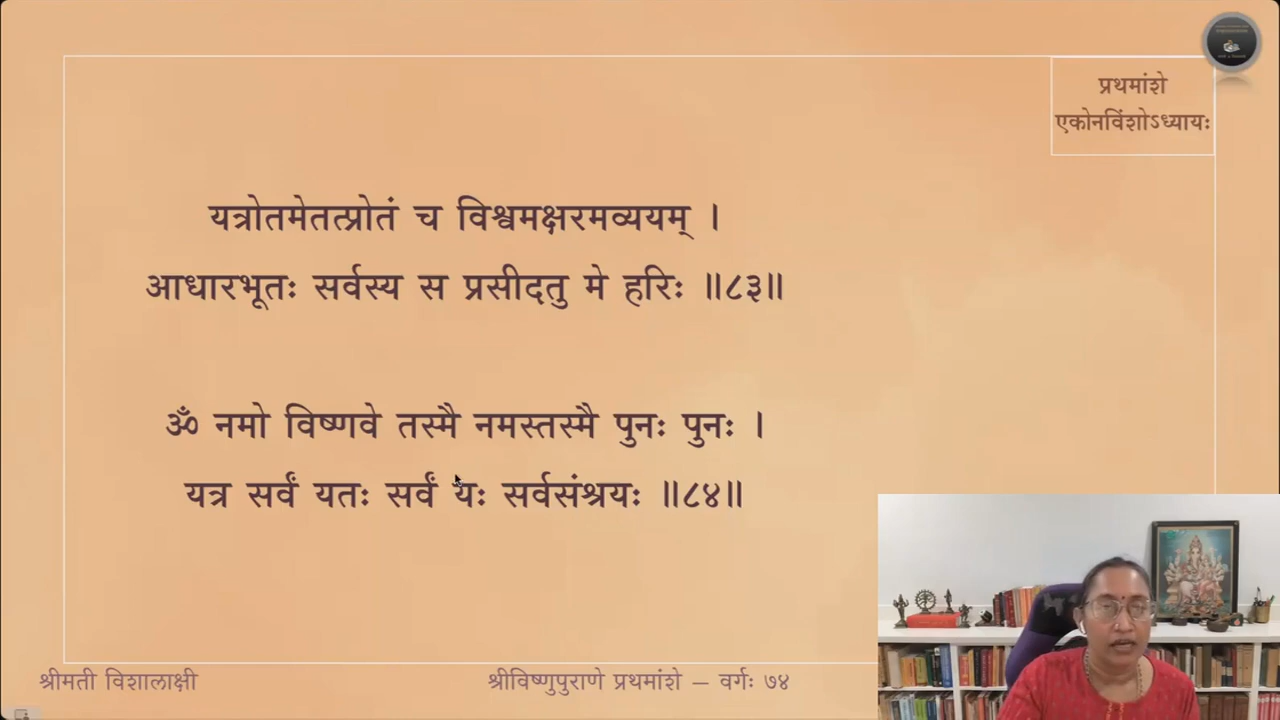 प्रथमांशे
एकोनविंशोऽध्यायः
यत्रोतमेतत्प्रोतं च विश्वमक्षरमव्ययम् ।
आधारभूतः सर्वस्य स प्रसीदतु मे हरिः ॥८३॥
ॐ नमो विष्णवे तस्मै नमस्तस्मै पुनः पुनः ।
यत्र सर्वं यतः सर्वं यः सर्वसंश्रयः ॥८४॥
श्रीमती विशालाक्षी
श्रीविष्णुपुराणे प्रथमांशे – वर्गः ७४